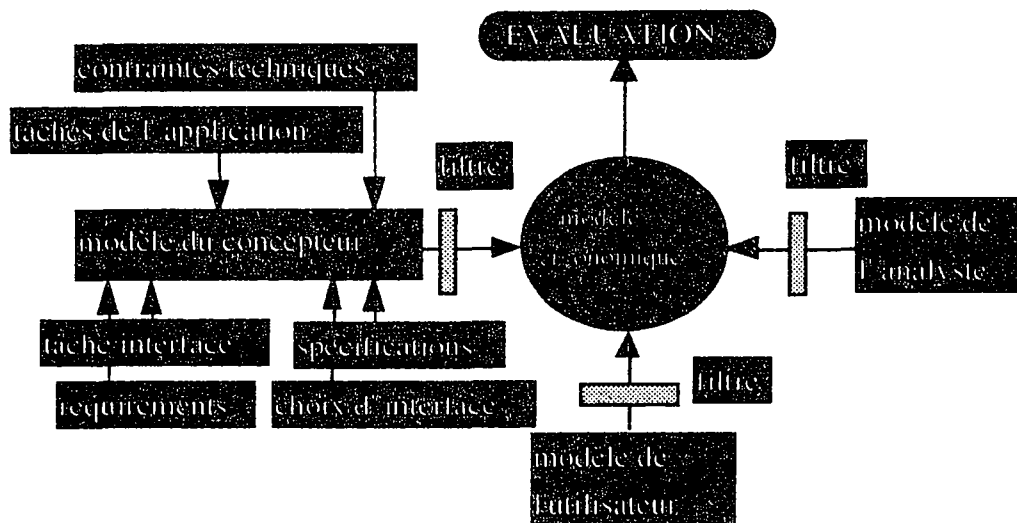 EVALUATION
contraintes techniques
tâches de l'application
filtre
filtre
modèle du concepteur
modèle
ergonomique
modèle de
l'analyste
tâche interface
spécifications
requirements
choix d'interface
filtre
modèle de
l'utilisateur